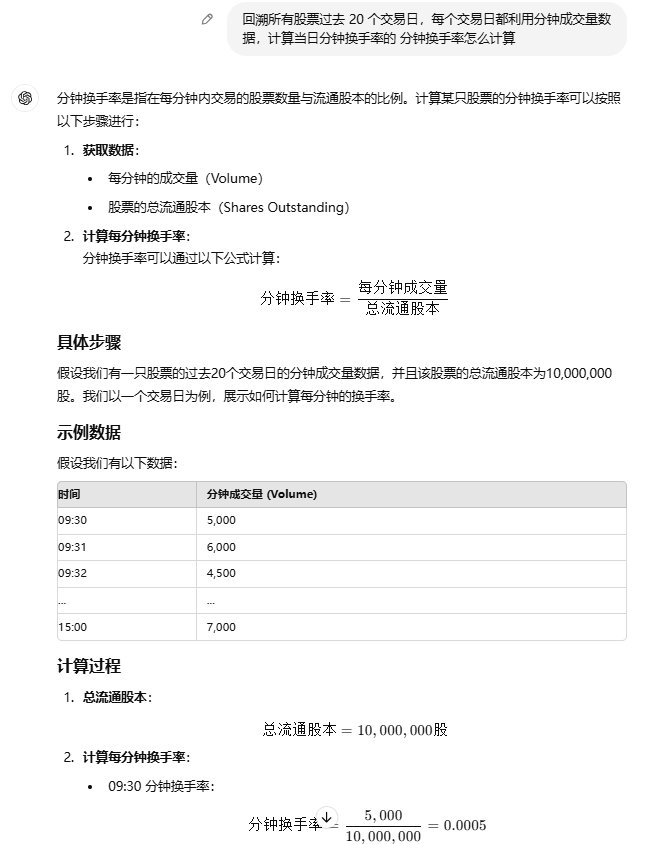 回溯所有股票过去 20 个交易日，每个交易日都利用分钟成交量数
据，计算当日分钟换手率的 分钟换手率怎么计算
分钟换手率是指在每分钟内交易的股票数量与流通股本的比例。计算某只股票的分钟换手率可以按照
以下步骤进行：
1. 获取数据：
• 每分钟的成交量（Volume）
• 股票的总流通股本（Shares Outstanding）
2. 计算每分钟换手率：
分钟换手率可以通过以下公式计算：
分钟换手率 = 每分钟成交量
总流通股本
具体步骤
假设我们有一只股票的过去20个交易日的分钟成交量数据，并且该股票的总流通股本为10,000,000
股。我们以一个交易日为例，展示如何计算每分钟的换手率。
示例数据
假设我们有以下数据：
时间 分钟成交量 (Volume)
09:30 5,000
09:31 6,000
09:32 4,500
... ...
15:00 7,000
计算过程
1. 总流通股本：
总流通股本 = 10,000,000股
2. 计算每分钟换手率：
• 09:30 分钟换手率：
分钟换手率 = 5,000
10,000,000 = 0.0005